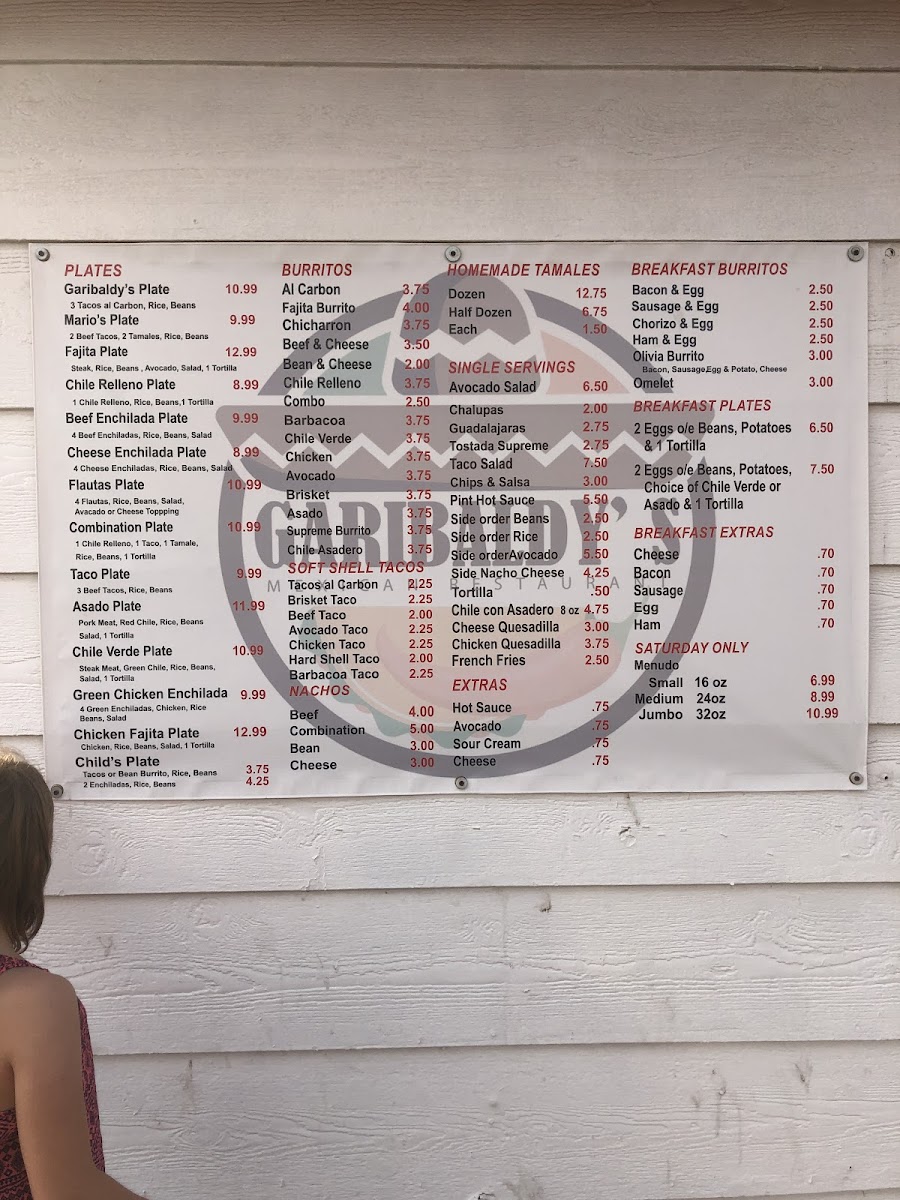 PLATES
Garibaldy's Plate 10.99
3 Tacos al Carbon, Rice, Beans
Mario's Plate 9.99
2 Beef Tacos, 2 Tamales, Rice, Beans
Fajita Plate 12.99
Steak, Rice, Beans , Avocado, Salad, 1 Tortilla
Chile Relleno Plate 8.99
1 Chile Relleno, Rice, Beans,1 Tortilla
Beef Enchilada Plate 9.99
4 Beef Enchiladas, Rice, Beans, Salad
Cheese Enchilada Plate 8.99
4 Cheese Enchiladas, Rice, Beans, Salad
Flautas Plate 10.99
4 Flautas, Rice, Beans, Salad,
Avacado or Cheese Toppping
Combination Plate 10.99
1 Chile Relleno, 1 Taco, 1 Tamale,
Rice, Beans, 1 Tortilla
Taco Plate 9.99
3 Beef Tacos, Rice, Beans
Asado Plate 11.99
Pork Meat, Red Chile, Rice, Beans
Salad, 1 Tortilla
Chile Verde Plate 10.99
Steak Meat, Green Chile, Rice, Beans,
Salad, 1 Tortilla
Green Chicken Enchilada 9.99
4 Green Enchiladas, Chicken, Rice
Beans, Salad
Chicken Fajita Plate 12.99
Chicken, Rice, Beans, Salad, 1 Tortilla
Child's Plate
Tacos or Bean Burrito, Rice, Beans 3.75
2 Enchiladas, Rice, Beans 4.25
BURRITOS
Al Carbon 3.75
Fajita Burrito 4.00
Chicharron 3.75
Beef & Cheese 3.50
Bean & Cheese 2.00
Chile Relleno 3.75
Combo 2.50
Barbacoa 3.75
Chile Verde 3.75
Chicken 3.75
Avocado 3.75
Brisket 3.75
Asado 3.75
Supreme Burrito 3.75
Chile Asadero 3.75
SOFT SHELL TACOS
Tacos al Carbon 2.25
Brisket Taco 2.25
Beef Taco 2.00
Avocado Taco 2.25
Chicken Taco 2.25
Hard Shell Taco 2.00
Barbacoa Taco 2.25
NACHOS
Beef 4.00
Combination 5.00
Bean 3.00
Cheese 3.00
HOMEMADE TAMALES
Dozen 12.75
Half Dozen 6.75
Each 1.50
SINGLE SERVINGS
Avocado Salad 6.50
Chalupas 2.00
Guadalajaras 2.75
Tostada Supreme 2.75
Taco Salad 7.50
Chips & Salsa 3.00
Pint Hot Sauce 5.50
Side order Beans 2.50
Side order Rice 2.50
Side orderAvocado 5.50
Side Nacho Cheese 4.25
Tortilla .50
Chile con Asadero 8 oz 4.75
Cheese Quesadilla 3.00
Chicken Quesadilla 3.75
French Fries 2.50
EXTRAS
Hot Sauce .75
Avocado .75
Sour Cream .75
Cheese .75
BREAKFAST BURRITOS
Bacon & Egg 2.50
Sausage & Egg 2.50
Chorizo & Egg 2.50
Ham & Egg 2.50
Olivia Burrito 3.00
Bacon, Sausage,Egg & Potato, Cheese
Omelet 3.00
BREAKFAST PLATES
2 Eggs o/e Beans, Potatoes 6.50
& 1 Tortilla
2 Eggs o/e Beans, Potatoes, 7.50
Choice of Chile Verde or
Asado & 1 Tortilla
BREAKFAST EXTRAS
Cheese .70
Bacon .70
Sausage .70
Egg .70
Ham .70
SATURDAY ONLY
Menudo
Small 16 oz 6.99
Medium 24oz 8.99
Jumbo 32oz 10.99
GARIBALDY'S
MEXICAN RESTAURANT